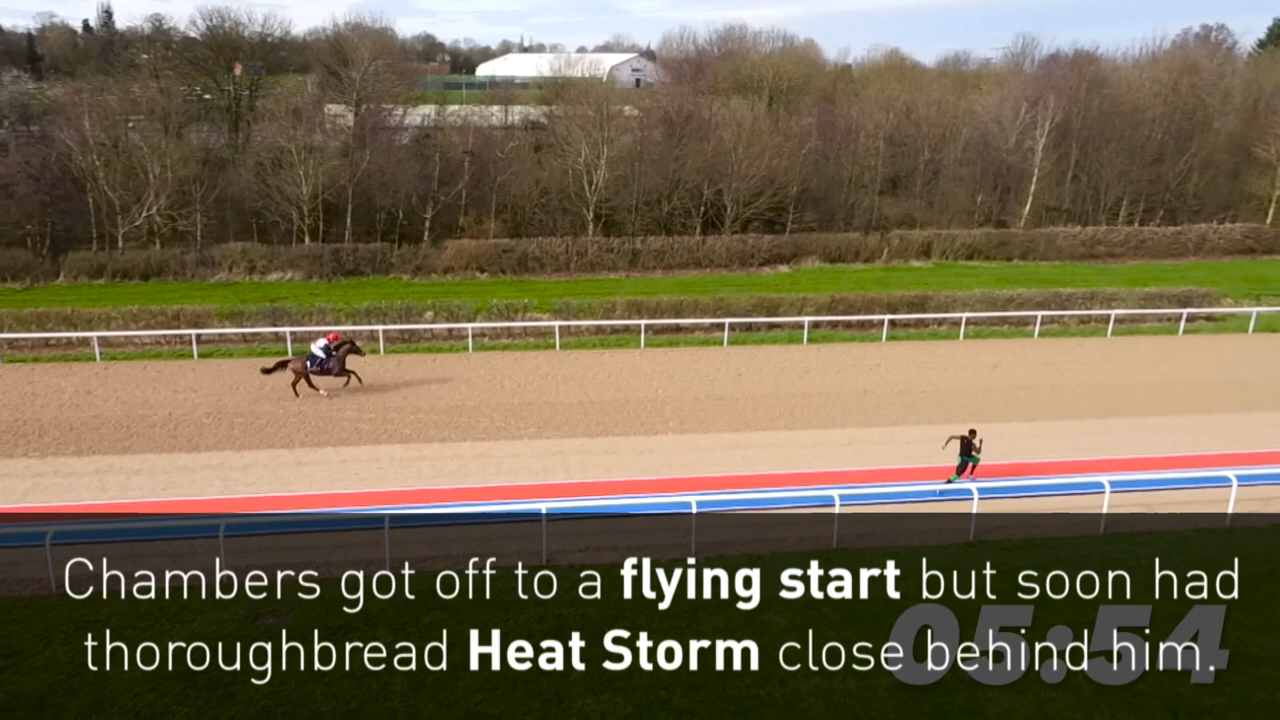 Chambers got off to a flying start but soon had
thoroughbread Heat Storm close behind him.
05:54